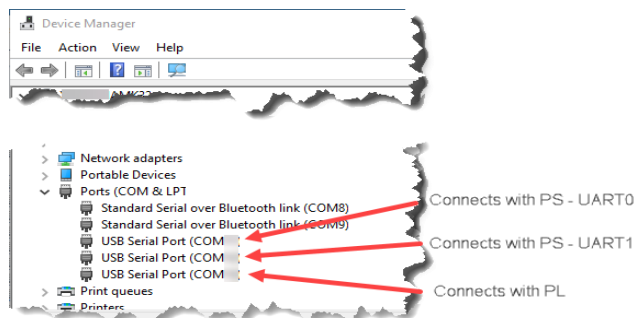 Device Manager
File Action View Help
Network adapters
Portable Devices
Ports (COM & LPT
Standard Serial over Bluetooth link (COM8)
Standard Serial over Bluetooth link (COM9)
USB Serial Port (COM
USB Serial Port (COM
USB Serial Port (COM
Print queues
Printers
Connects with PS - UART0
Connects with PS - UART1
Connects with PL